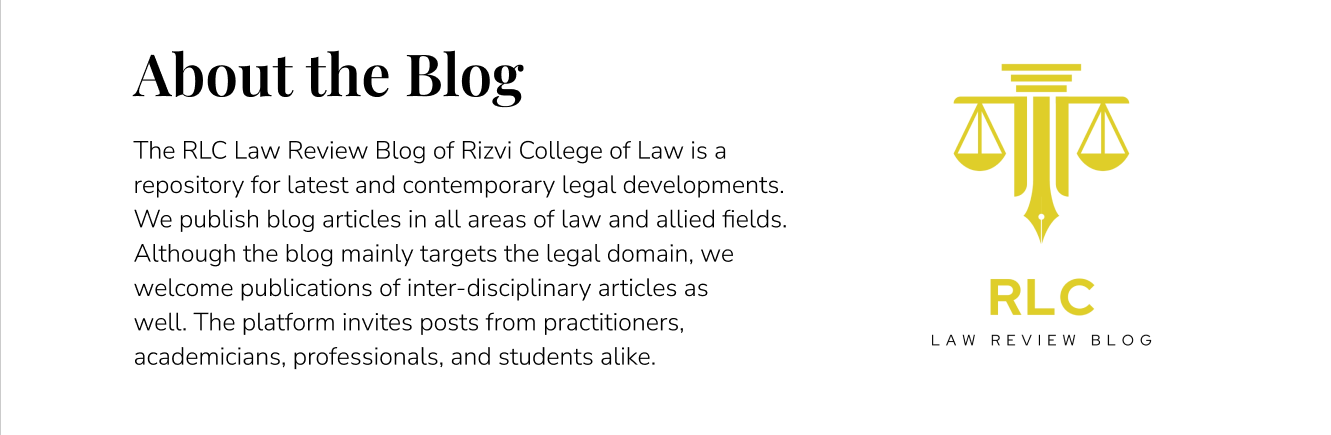 About the Blog
The RLC Law Review Blog of Rizvi College of Law is a
repository for latest and contemporary legal developments.
We publish blog articles in all areas of law and allied fields.
Although the blog mainly targets the legal domain, we
welcome publications of inter-disciplinary articles as
well. The platform invites posts from practitioners,
academicians, professionals, and students alike.
RLC
LAW REVIEW BLOG